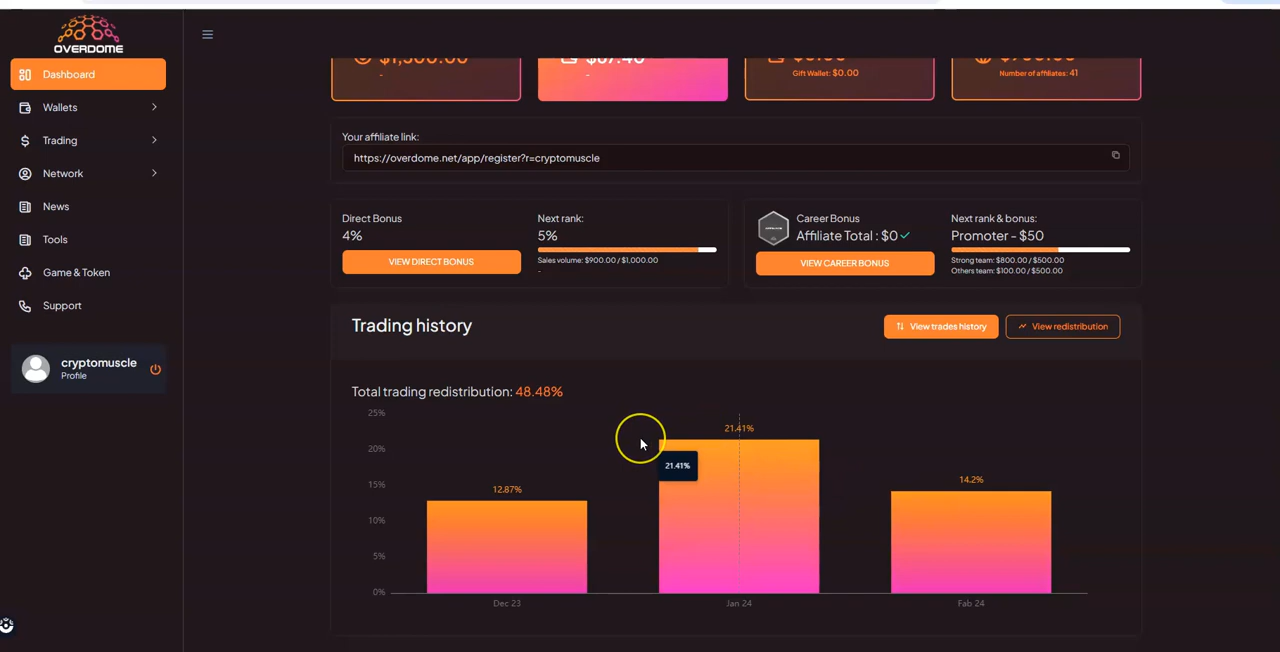 OVERDOME
Dashboard
Wallets
Trading
Network
News
Tools
Game & Token
Support
cryptomuscle
Profile
-
-
Gift Wallet: $0.00
Number of affiliates: 41
Your affiliate link:
https://overdome.net/app/register?r=cryptomuscle
Direct Bonus
4%
VIEW DIRECT BONUS
Next rank:
5%
Sales volume: $900.00 / $1,000.00
-
Career Bonus
Affiliate Total : $0
VIEW CAREER BONUS
Next rank & bonus:
Promoter - $50
Strong team: $800.00 / $500.00
Others team: $100.00 / $500.00
Trading history
View trades history
View redistribution
Total trading redistribution: 48.48%
25%
20%
15%
10%
5%
0%
12.87%
21.41%
21.41%
14.2%
Dec 23
Jan 24
Fab 24